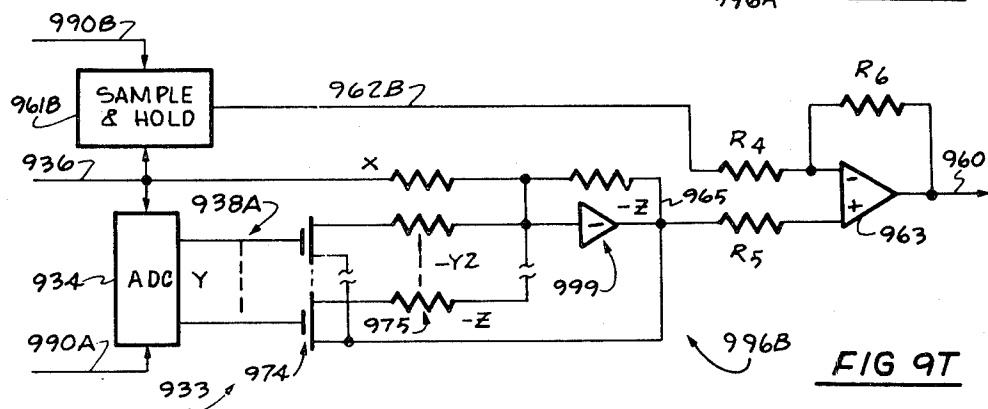 996A
990B
961B
SAMPLE
& HOLD
962B
R6
936
X
R4
960
938A
-Z
965
934
ADC
Y
-YZ
999
R5
-
+
963
-
975
-Z
990A
974
933
996B
FIG 9T